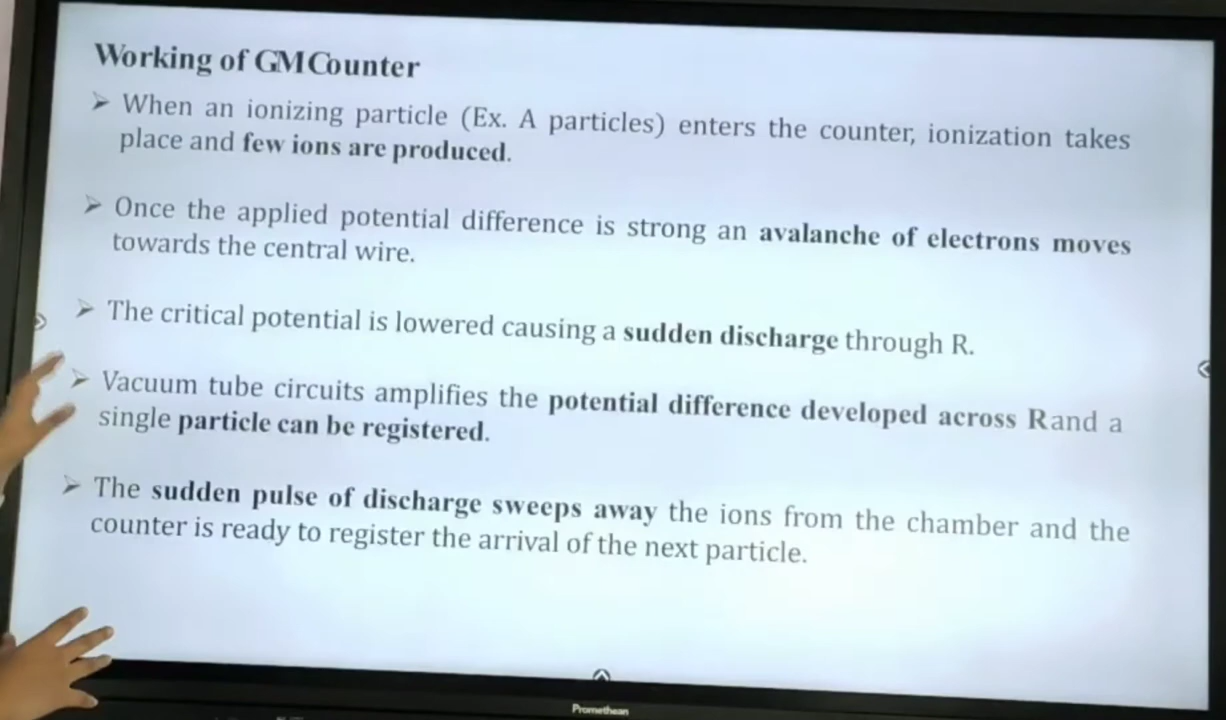 Working of GM Counter
➢ When an ionizing particle (Ex. Α particles) enters the counter, ionization takes
place and few ions are produced.
➢ Once the applied potential difference is strong an avalanche of electrons moves
towards the central wire.
➢ The critical potential is lowered causing a sudden discharge through R.
➢ Vacuum tube circuits amplifies the potential difference developed across Rand a
single particle can be registered.
➢ The sudden pulse of discharge sweeps away the ions from the chamber and the
counter is ready to register the arrival of the next particle.
Promethean